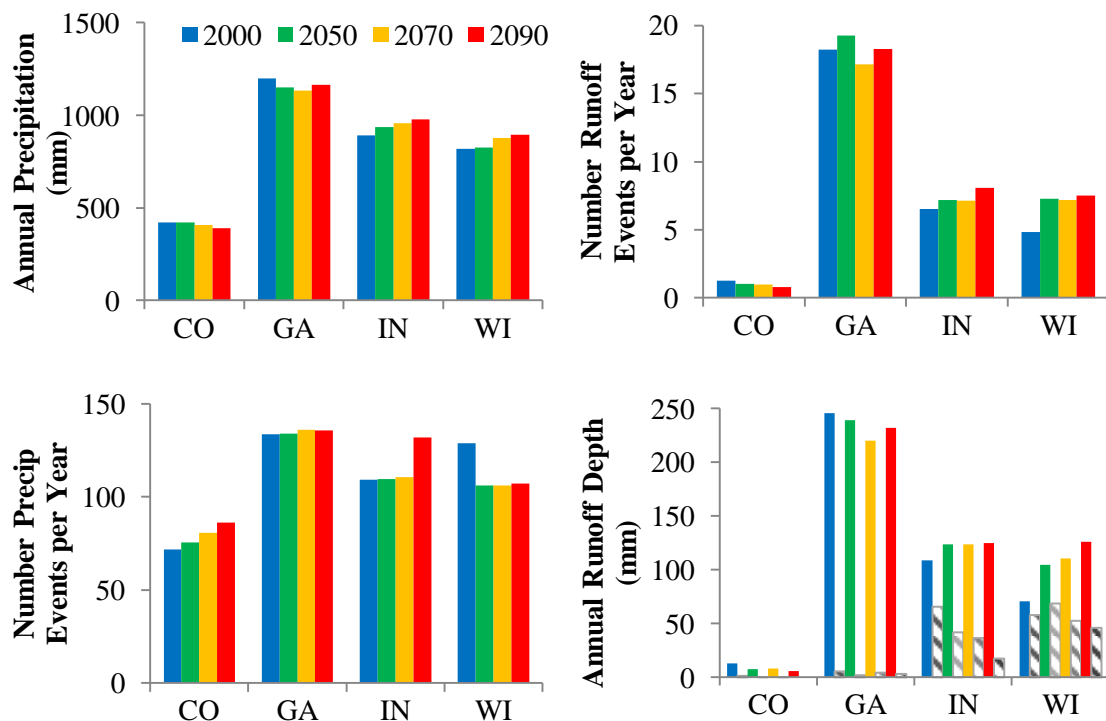 Annual Precipitation
(mm)
1500
1000
500
0
2000 2050 2070 2090
CO GA IN WI
Number Runoff
Events per Year
20
15
10
5
0
CO GA IN WI
Number Precip
Events per Year
150
100
50
0
CO GA IN WI
Annual Runoff Depth
(mm)
250
200
150
100
50
0
CO GA IN WI